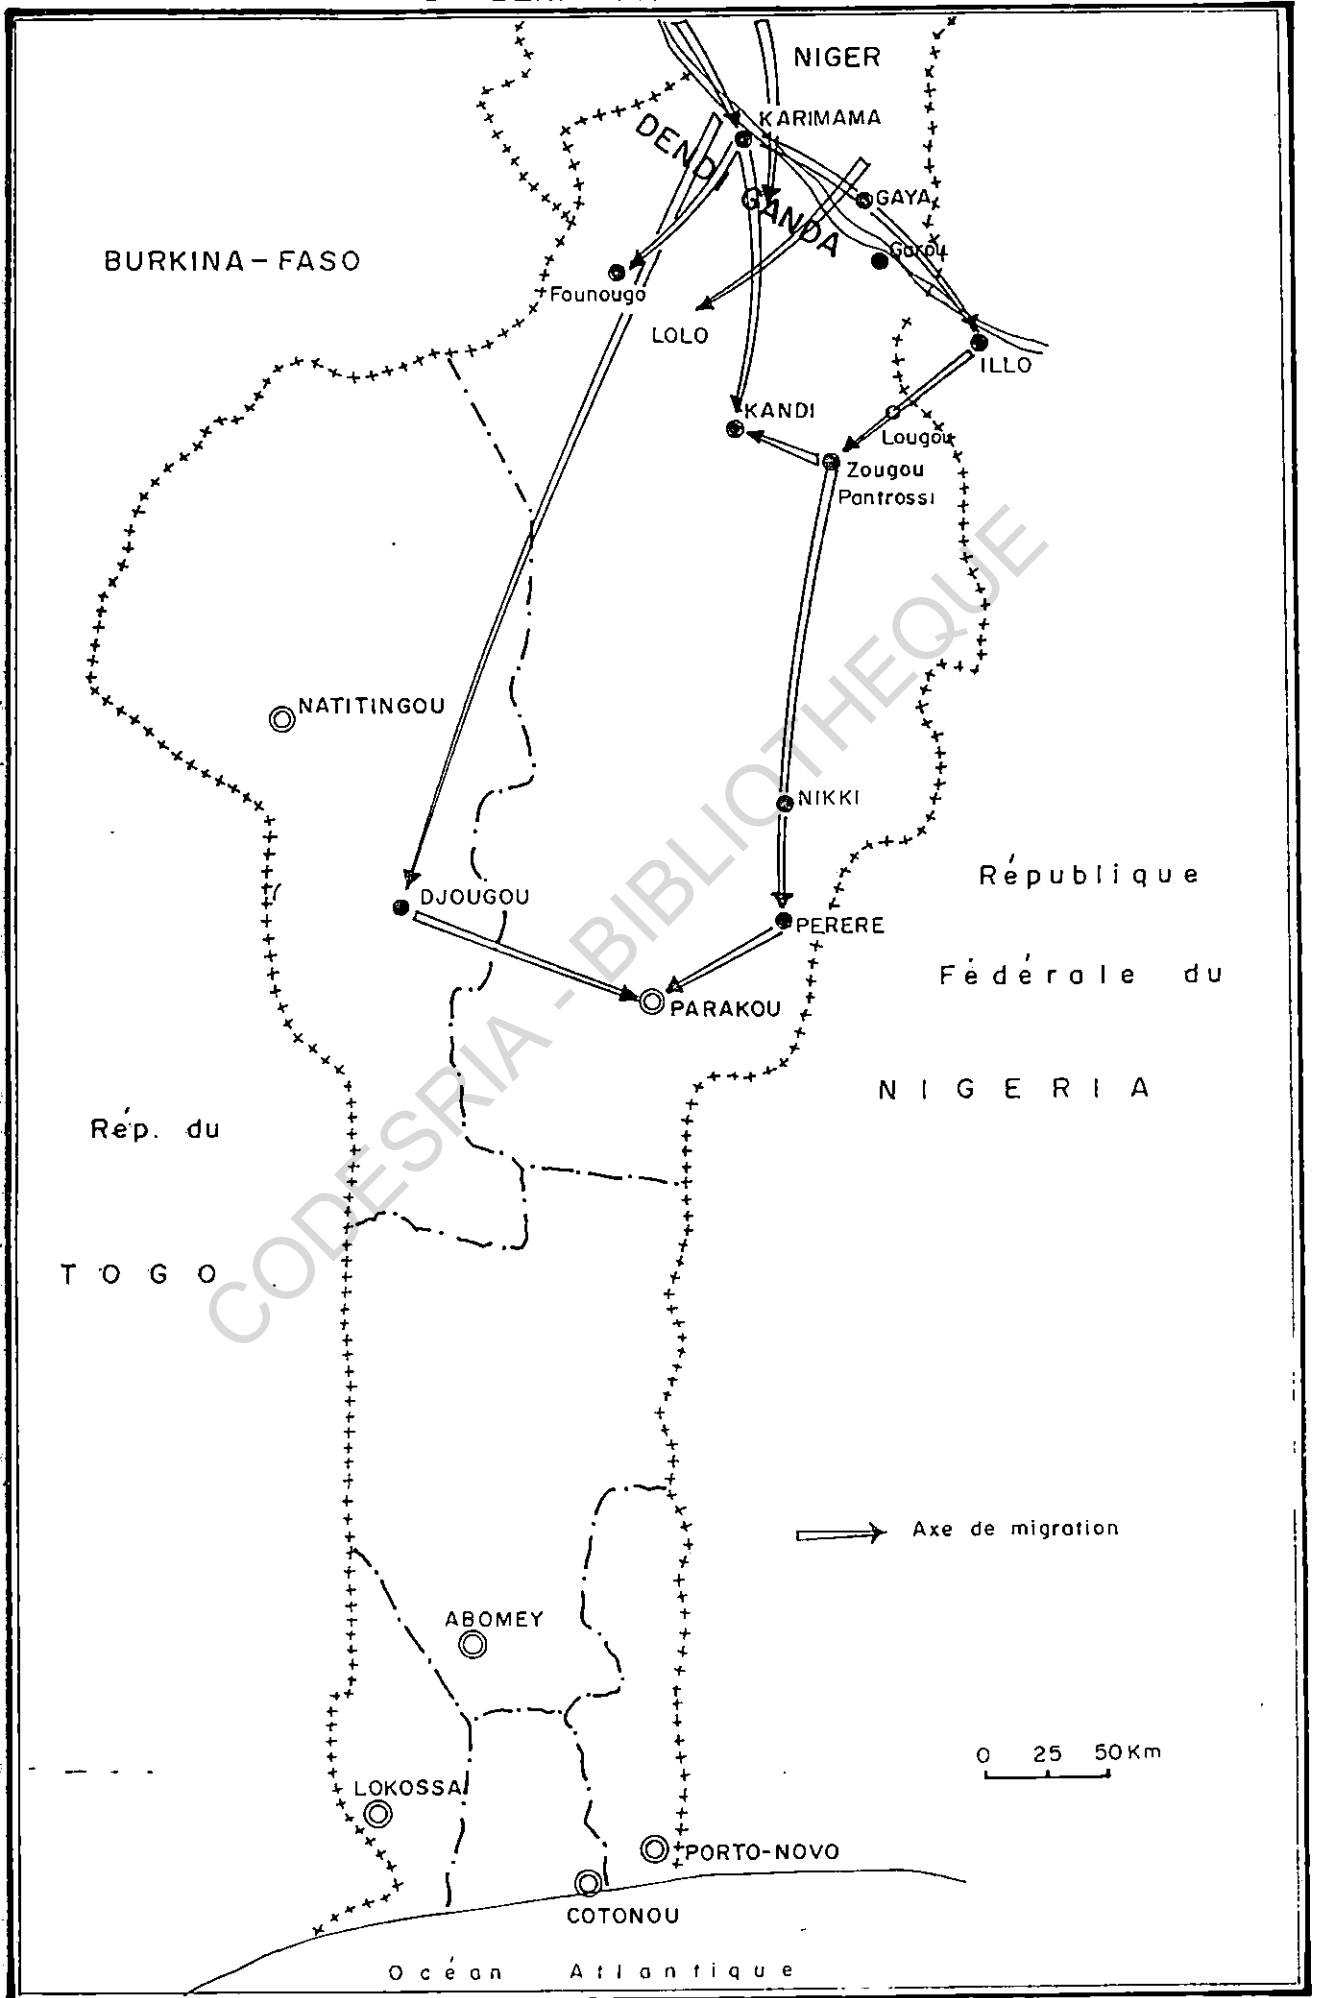 NIGER
KARIMAMA
DENDI GANDA
GAYA
Garou
BURKINA-FASO
Founougo
LOLO
ILLO
KANDI
Lougou
Zougou
Pantrossi
NATITINGOU
NIKKI
République
DJOUGOU
PERERE
Fédérale du
PARAKOU
NIGERIA
Rép. du
TOGO
Axe de migration
ABOMEY
0 25 50 Km
LOKOSSA
PORTO-NOVO
COTONOU
Océan Atlantique
CODESRIA - BIBLIOTHEQUE